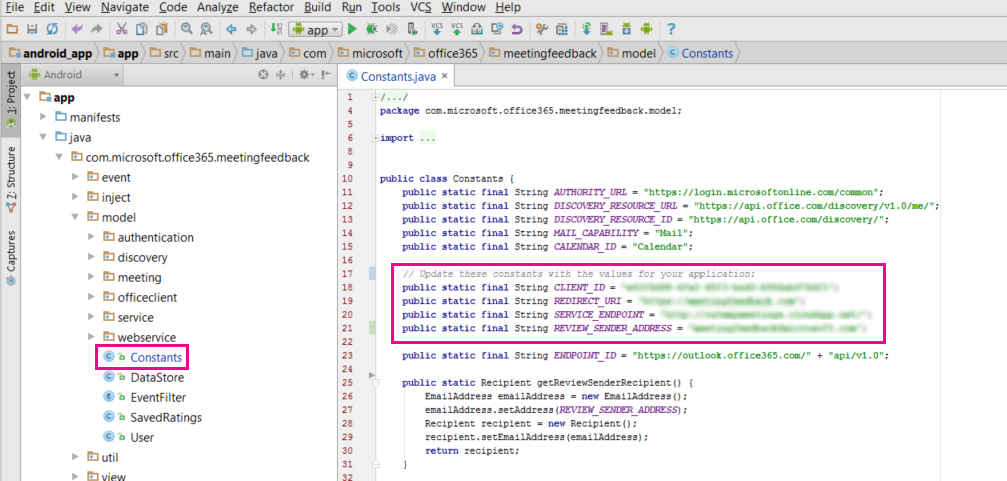 File Edit View Navigate Code Analyze Refactor Build Run Tools VCS Window Help
app
VCS VCS
android_app app src main java com microsoft office365 meetingfeedback model Constants
1: Project
Z: Structure
Captures
Android
app
manifests
java
com.microsoft.office365.meetingfeedback
event
inject
model
authentication
discovery
meeting
officeclient
service
webservice
Constants
DataStore
EventFilter
SavedRatings
User
util
view
Constants.java
1 /.../
4 package com.microsoft.office365.meetingfeedback.model;
5
6 import ...
8
9
10 public class Constants {
11 public static final String AUTHORITY_URL = "https://login.microsoftonline.com/common";
12 public static final String DISCOVERY_RESOURCE_URL = "https://api.office.com/discovery/v1.0/me/";
13 public static final String DISCOVERY_RESOURCE_ID = "https://api.office.com/discovery/";
14 public static final String MAIL_CAPABILITY = "Mail";
15 public static final String CALENDAR_ID = "Calendar";
16
17 // Update these constants with the values for your application:
18 public static final String CLIENT_ID =
19 public static final String REDIRECT_URI =
20 public static final String SERVICE_ENDPOINT =
21 public static final String REVIEW_SENDER_ADDRESS =
22
23 public static final String ENDPOINT_ID = "https://outlook.office365.com/" + "api/v1.0";
24
25 public static Recipient getReviewSenderRecipient() {
26 EmailAddress emailAddress = new EmailAddress();
27 emailAddress.setAddress(REVIEW_SENDER_ADDRESS);
28 Recipient recipient = new Recipient();
29 recipient.setEmailAddress(emailAddress);
30 return recipient;
31 }
32